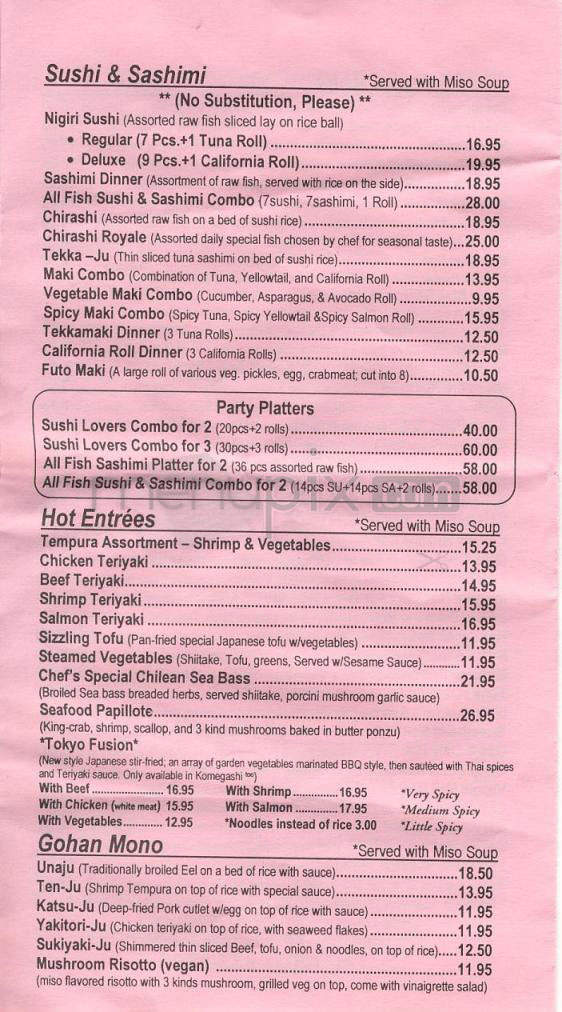 Sushi & Sashimi *Served with Miso Soup
** (No Substitution, Please) **
Nigiri Sushi (Assorted raw fish sliced lay on rice ball)
• Regular (7 Pcs.+1 Tuna Roll) ..........16.95
• Deluxe (9 Pcs.+1 California Roll)..........19.95
Sashimi Dinner (Assortment of raw fish, served with rice on the side)..........18.95
All Fish Sushi & Sashimi Combo (7sushi, 7sashimi, 1 Roll) ..........28.00
Chirashi (Assorted raw fish on a bed of sushi rice)..........18.95
Chirashi Royale (Assorted daily special fish chosen by chef for seasonal taste)...25.00
Tekka –Ju (Thin sliced tuna sashimi on bed of sushi rice)..........18.95
Maki Combo (Combination of Tuna, Yellowtail, and California Roll) ..........13.95
Vegetable Maki Combo (Cucumber, Asparagus, & Avocado Roll) ..........9.95
Spicy Maki Combo (Spicy Tuna, Spicy Yellowtail &Spicy Salmon Roll) ..........15.95
Tekkamaki Dinner (3 Tuna Rolls)..........12.50
California Roll Dinner (3 California Rolls) ..........12.50
Futo Maki (A large roll of various veg. pickles, egg, crabmeat; cut into 8)..........10.50
Party Platters
Sushi Lovers Combo for 2 (20pcs+2 rolls)..........40.00
Sushi Lovers Combo for 3 (30pcs+3 rolls)..........60.00
All Fish Sashimi Platter for 2 (36 pcs assorted raw fish) ..........58.00
All Fish Sushi & Sashimi Combo for 2 (14pcs SU+14pcs SA+2 rolls).......58.00
menupix.com
Hot Entrées *Served with Miso Soup
Tempura Assortment – Shrimp & Vegetables..........15.25
Chicken Teriyaki ..........13.95
Beef Teriyaki..........14.95
Shrimp Teriyaki ..........15.95
Salmon Teriyaki ..........16.95
Sizzling Tofu (Pan-fried special Japanese tofu w/vegetables) ..........11.95
Steamed Vegetables (Shiitake, Tofu, greens, Served w/Sesame Sauce)..........11.95
Chef's Special Chilean Sea Bass ..........21.95
(Broiled Sea bass breaded herbs, served shiitake, porcini mushroom garlic sauce)
Seafood Papillote..........26.95
(King-crab, shrimp, scallop, and 3 kind mushrooms baked in butter ponzu)
*Tokyo Fusion*
(New style Japanese stir-fried; an array of garden vegetables marinated BBQ style, then sautéed with Thai spices
and Teriyaki sauce. Only available in Komegashi too)
With Beef .......... 16.95 With Shrimp ..........16.95 *Very Spicy
With Chicken (white meat) 15.95 With Salmon ..........17.95 *Medium Spicy
With Vegetables.......... 12.95 *Noodles instead of rice 3.00 *Little Spicy
Gohan Mono *Served with Miso Soup
Unaju (Traditionally broiled Eel on a bed of rice with sauce)..........18.50
Ten-Ju (Shrimp Tempura on top of rice with special sauce)..........13.95
Katsu-Ju (Deep-fried Pork cutlet w/egg on top of rice with sauce) ..........11.95
Yakitori-Ju (Chicken teriyaki on top of rice, with seaweed flakes) ..........11.95
Sukiyaki-Ju (Shimmered thin sliced Beef, tofu, onion & noodles, on top of rice).....12.50
Mushroom Risotto (vegan) ..........11.95
(miso flavored risotto with 3 kinds mushroom, grilled veg on top, come with vinaigrette salad)